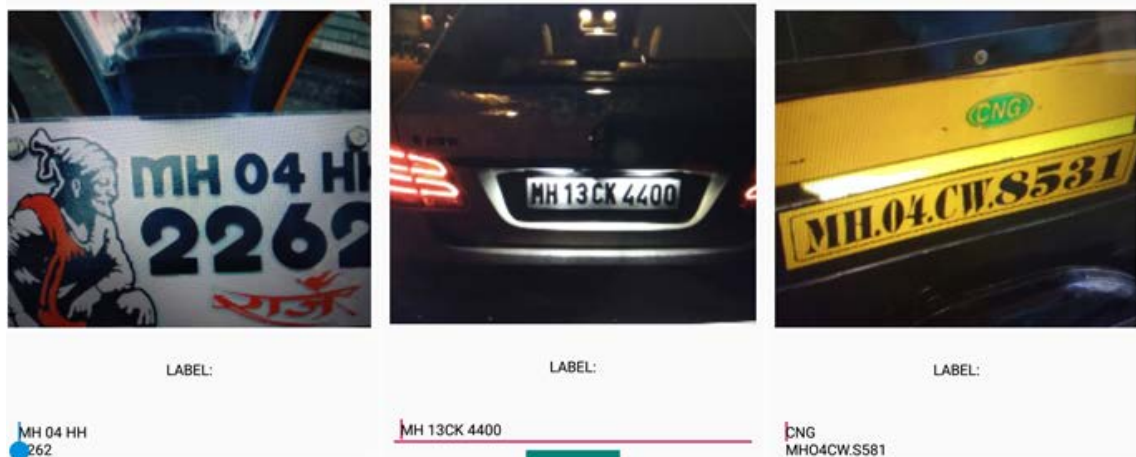 MH 04 HH
2262
राजे
MH 13CK 4400
CNG
MH.04.CW.8531
LABEL:
LABEL:
LABEL:
MH 04 HH
262
MH 13CK 4400
CNG
MHO4CW.S581